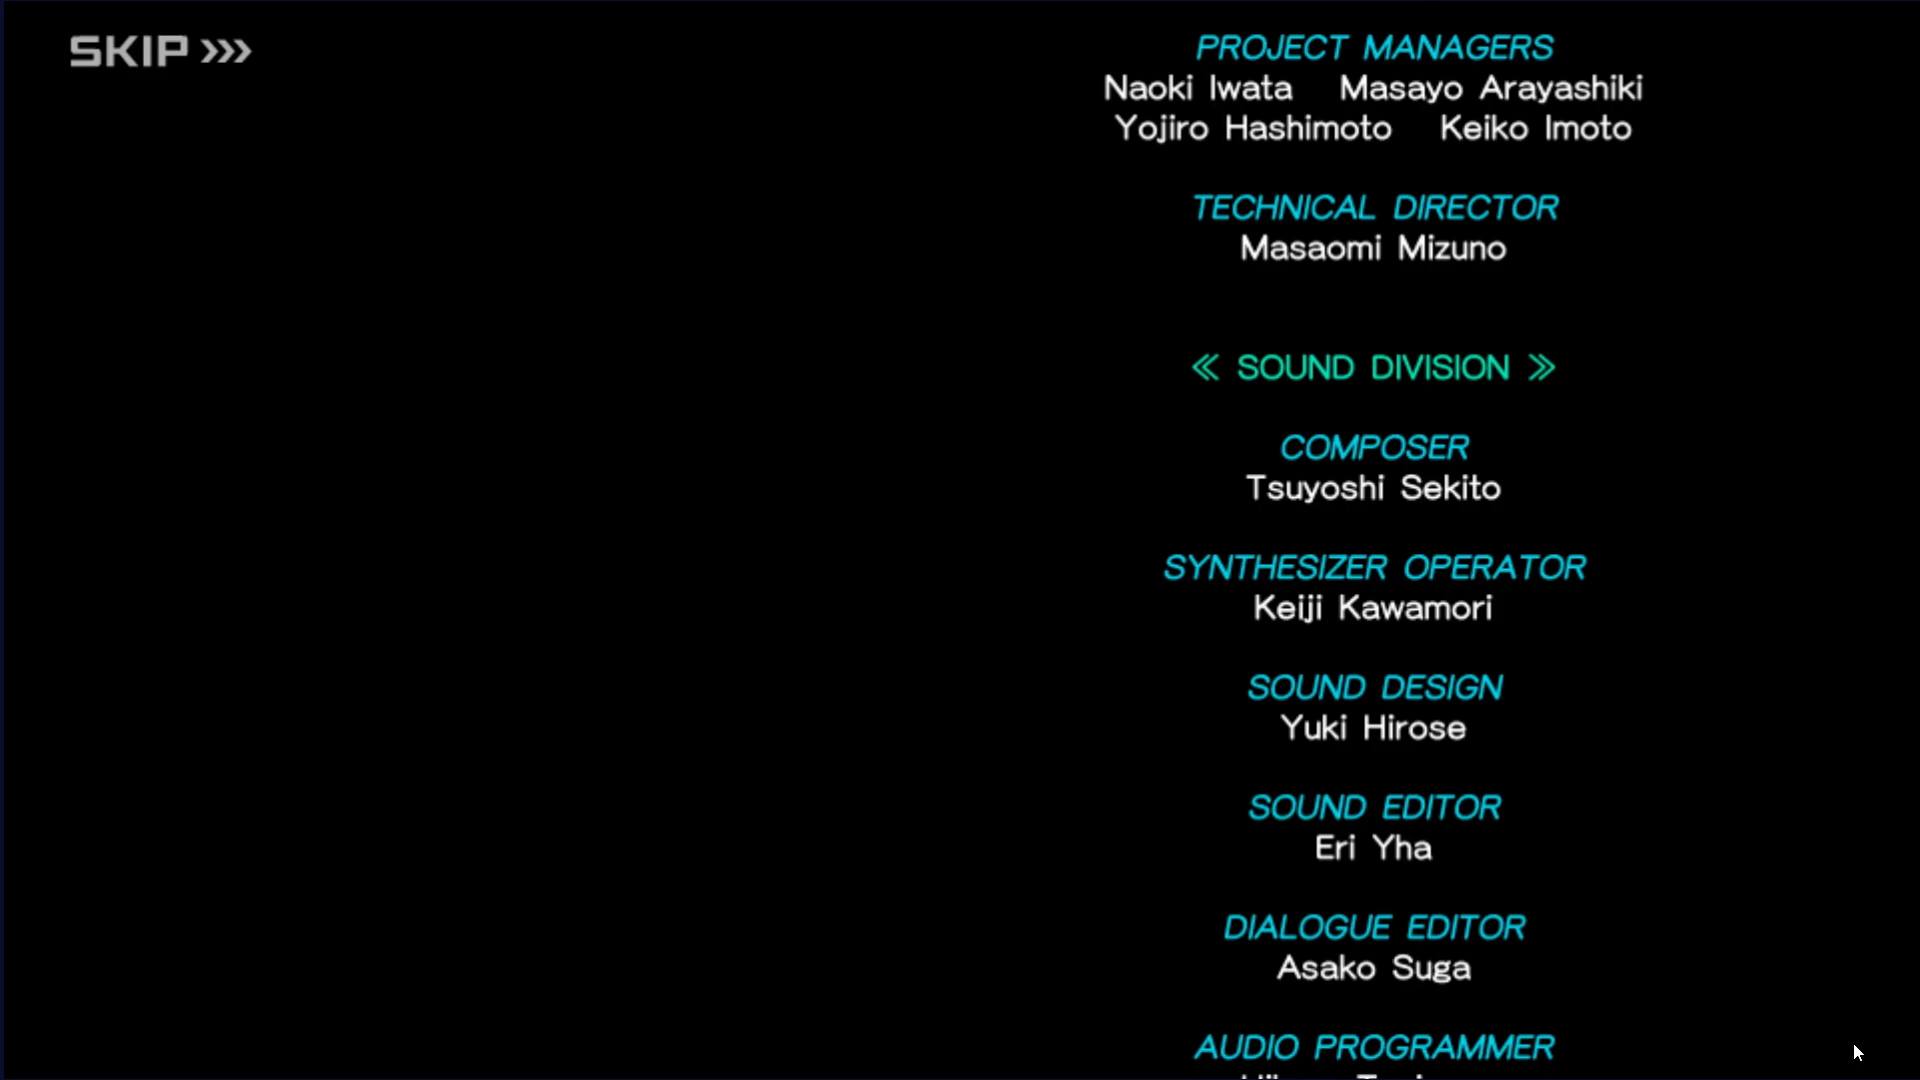 SKIP
PROJECT MANAGERS
Naoki Iwata Masayo Arayashiki
Yojiro Hashimoto Keiko Imoto
TECHNICAL DIRECTOR
Masaomi Mizuno
≪ SOUND DIVISION ≫
COMPOSER
Tsuyoshi Sekito
SYNTHESIZER OPERATOR
Keiji Kawamori
SOUND DESIGN
Yuki Hirose
SOUND EDITOR
Eri Yha
DIALOGUE EDITOR
Asako Suga
AUDIO PROGRAMMER